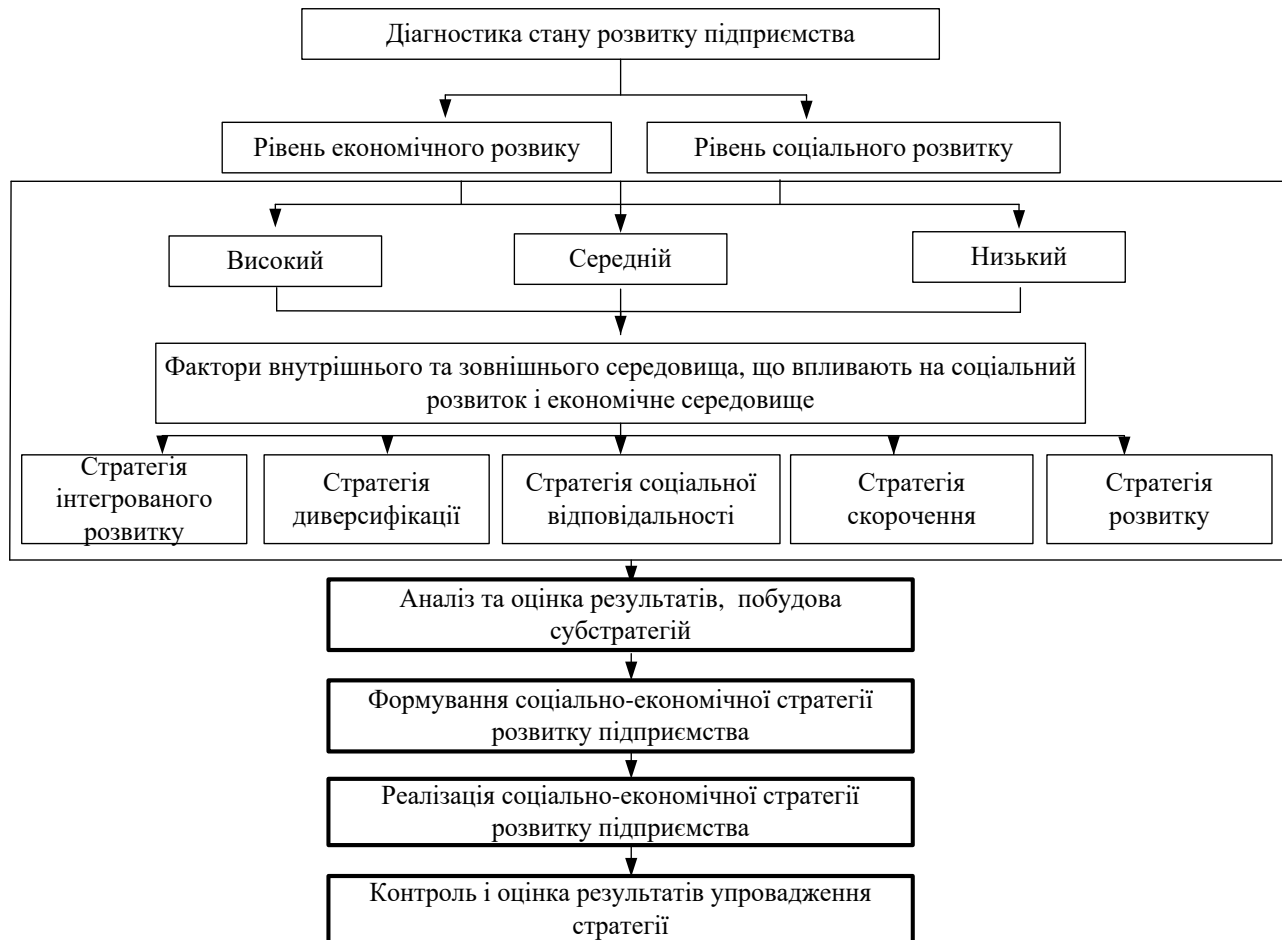 Діагностика стану розвитку підприємства
Рівень економічного розвику
Рівень соціального розвитку
Високий
Середній
Низький
Фактори внутрішнього та зовнішнього середовища, що впливають на соціальний
розвиток і економічне середовище
Стратегія
інтегрованого
розвитку
Стратегія
диверсифікації
Стратегія соціальної
відповідальності
Стратегія
скорочення
Стратегія
розвитку
Аналіз та оцінка результатів, побудова
субстратегій
Формування соціально-економічної стратегії
розвитку підприємства
Реалізація соціально-економічної стратегії
розвитку підприємства
Контроль і оцінка результатів упровадження
стратегії